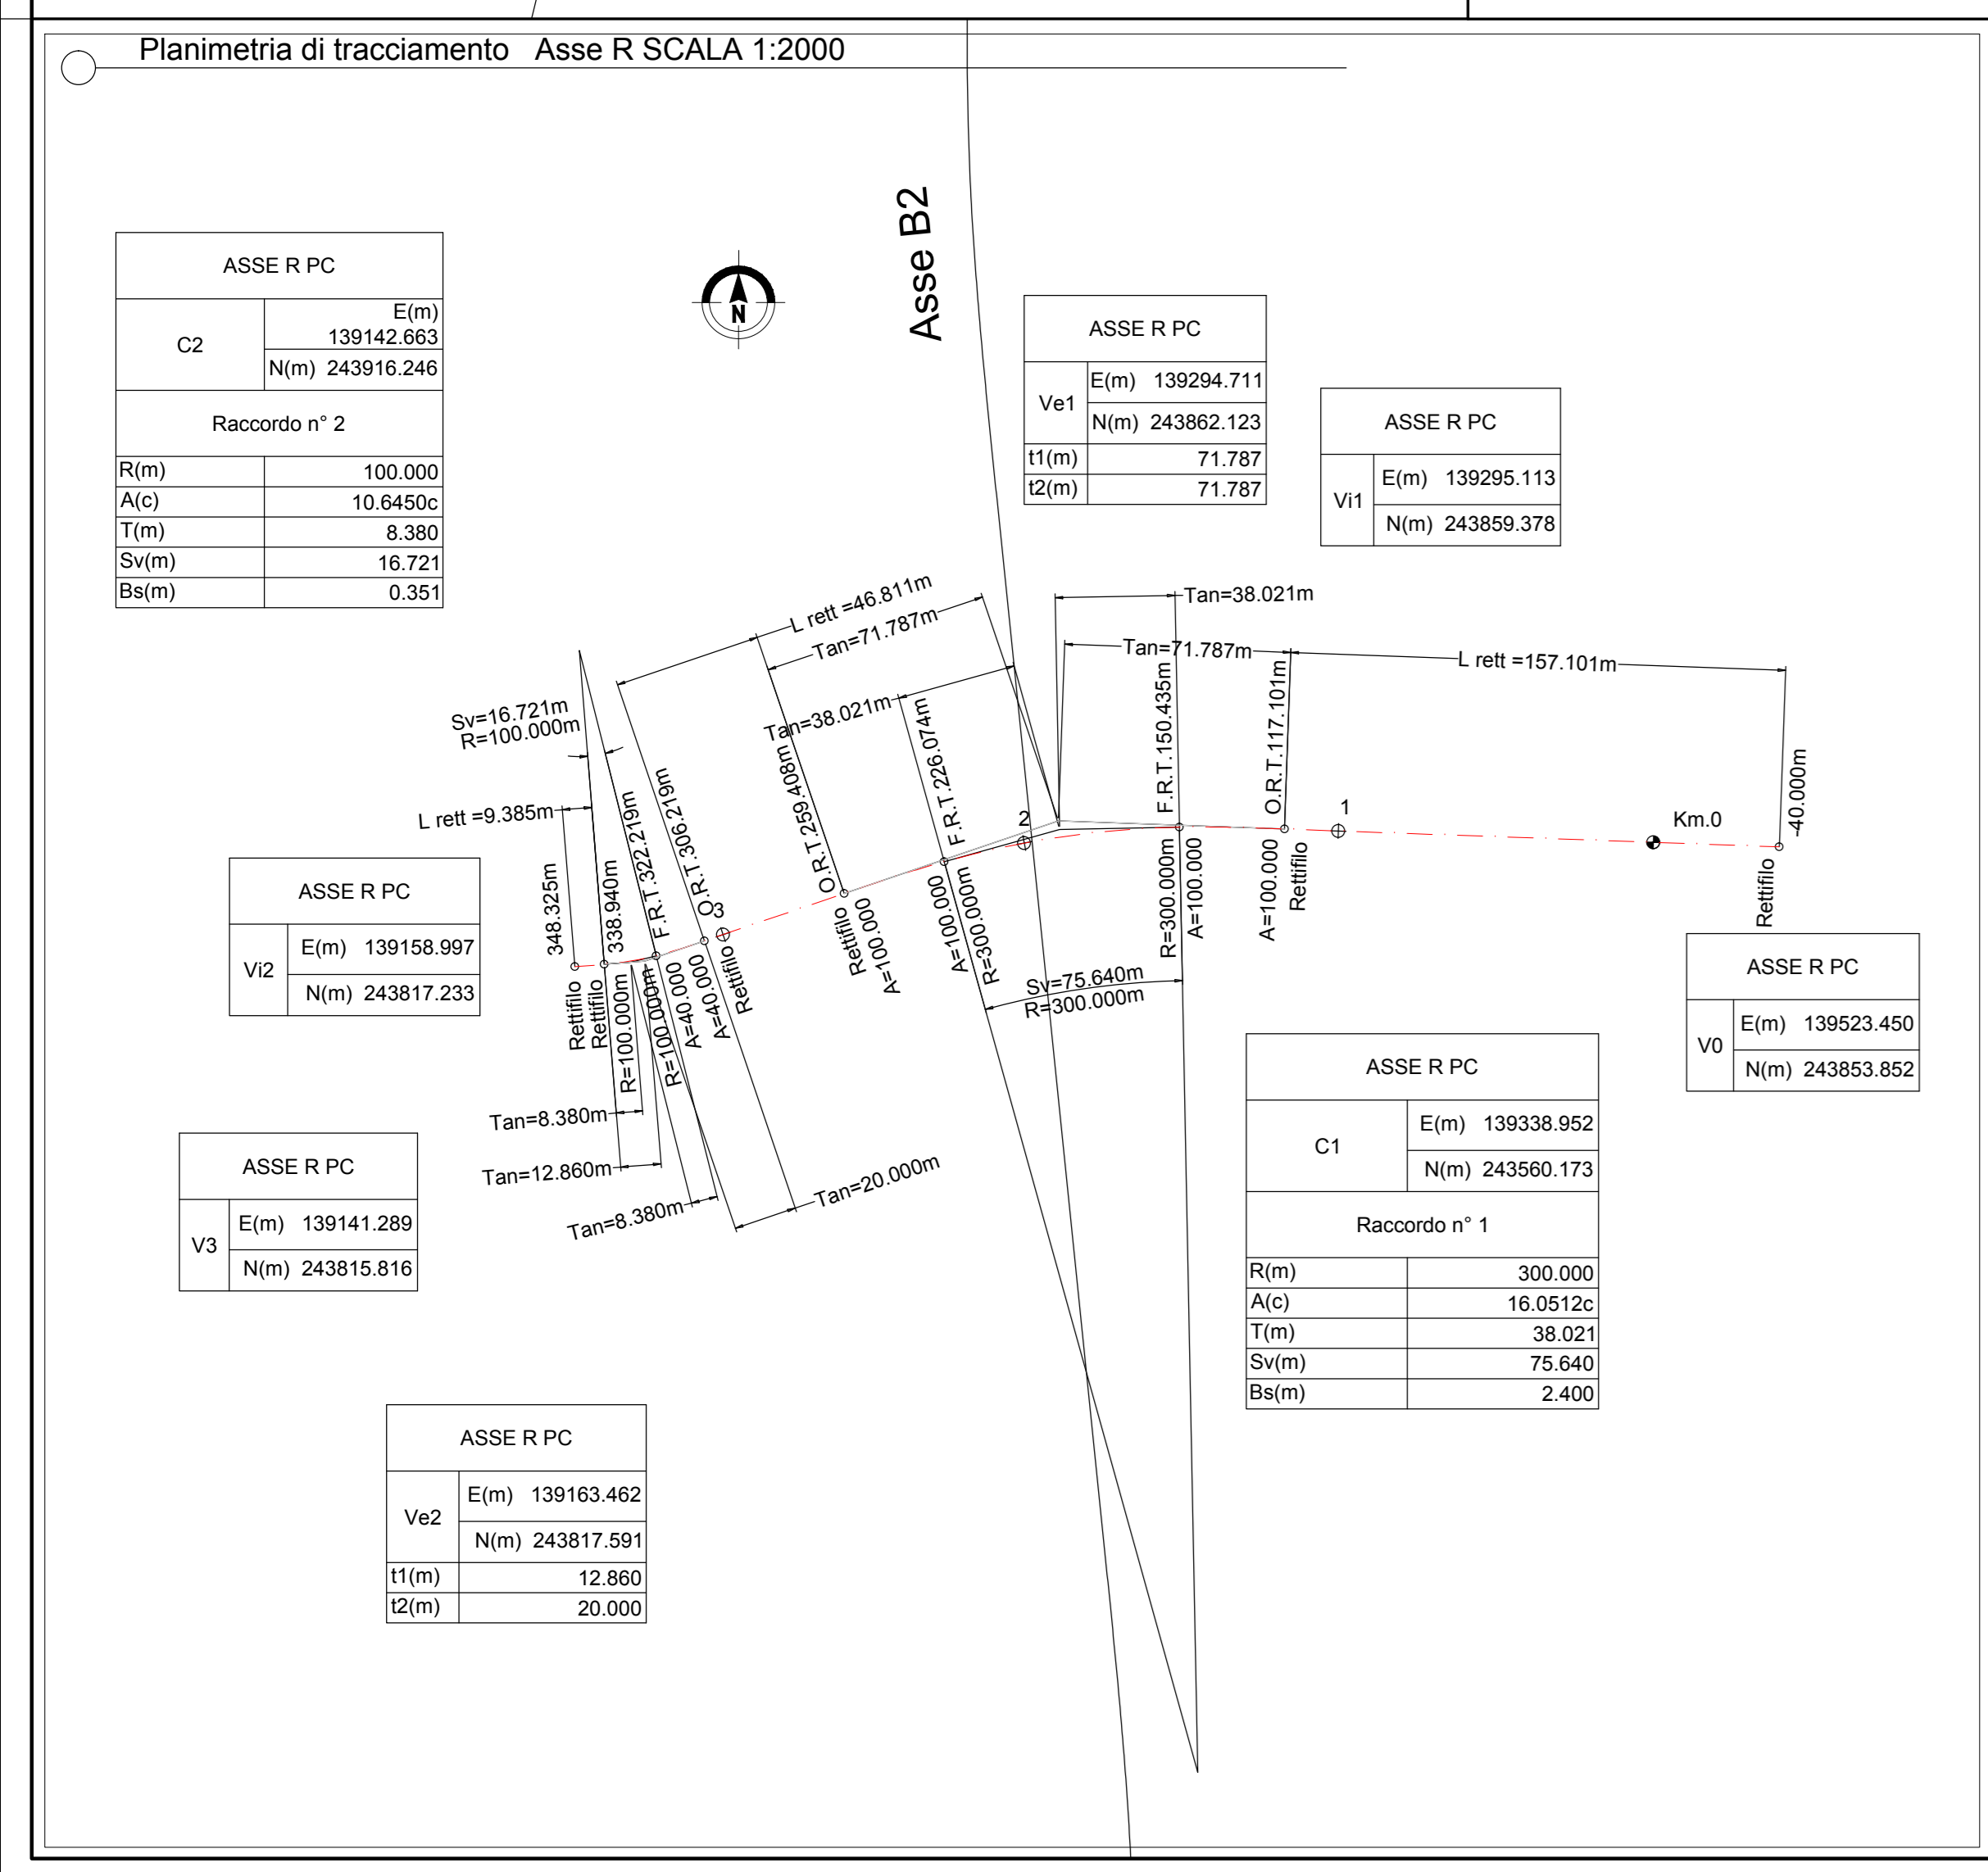 Planimetria di tracciamento Asse R SCALA 1:2000
Asse B2
N
ASSE R PC
C2
E(m)
139142.663
N(m) 243916.246
Raccordo n° 2
R(m) 100.000
A(c) 10.6450c
T(m) 8.380
Sv(m) 16.721
Bs(m) 0.351
ASSE R PC
Ve1
E(m) 139294.711
N(m) 243862.123
t1(m) 71.787
t2(m) 71.787
ASSE R PC
Vi1
E(m) 139295.113
N(m) 243859.378
L rett =46.811m
Tan=71.787m
Tan=38.021m
Tan=38.021m
Tan=71.787m
L rett =157.101m
Sv=16.721m
R=100.000m
L rett =9.385m
348.325m
338.940m
F.R.T.322.219m
O.R.T.306.219m
O.R.T.259.408m
F.R.T.226.074m
F.R.T.150.435m
O.R.T.117.101m
-40.000m
3
2
1
Km.0
Rettifilo
Rettifilo
R=100.000m
R=100.000m
A=40.000
A=40.000
Rettifilo
Rettifilo
A=100.000
A=100.000
R=300.000m
R=300.000m
A=100.000
A=100.000
Rettifilo
Rettifilo
Sv=75.640m
R=300.000m
Tan=8.380m
Tan=12.860m
Tan=8.380m
Tan=20.000m
ASSE R PC
Vi2
E(m) 139158.997
N(m) 243817.233
ASSE R PC
V0
E(m) 139523.450
N(m) 243853.852
ASSE R PC
V3
E(m) 139141.289
N(m) 243815.816
ASSE R PC
C1
E(m) 139338.952
N(m) 243560.173
Raccordo n° 1
R(m) 300.000
A(c) 16.0512c
T(m) 38.021
Sv(m) 75.640
Bs(m) 2.400
ASSE R PC
Ve2
E(m) 139163.462
N(m) 243817.591
t1(m) 12.860
t2(m) 20.000